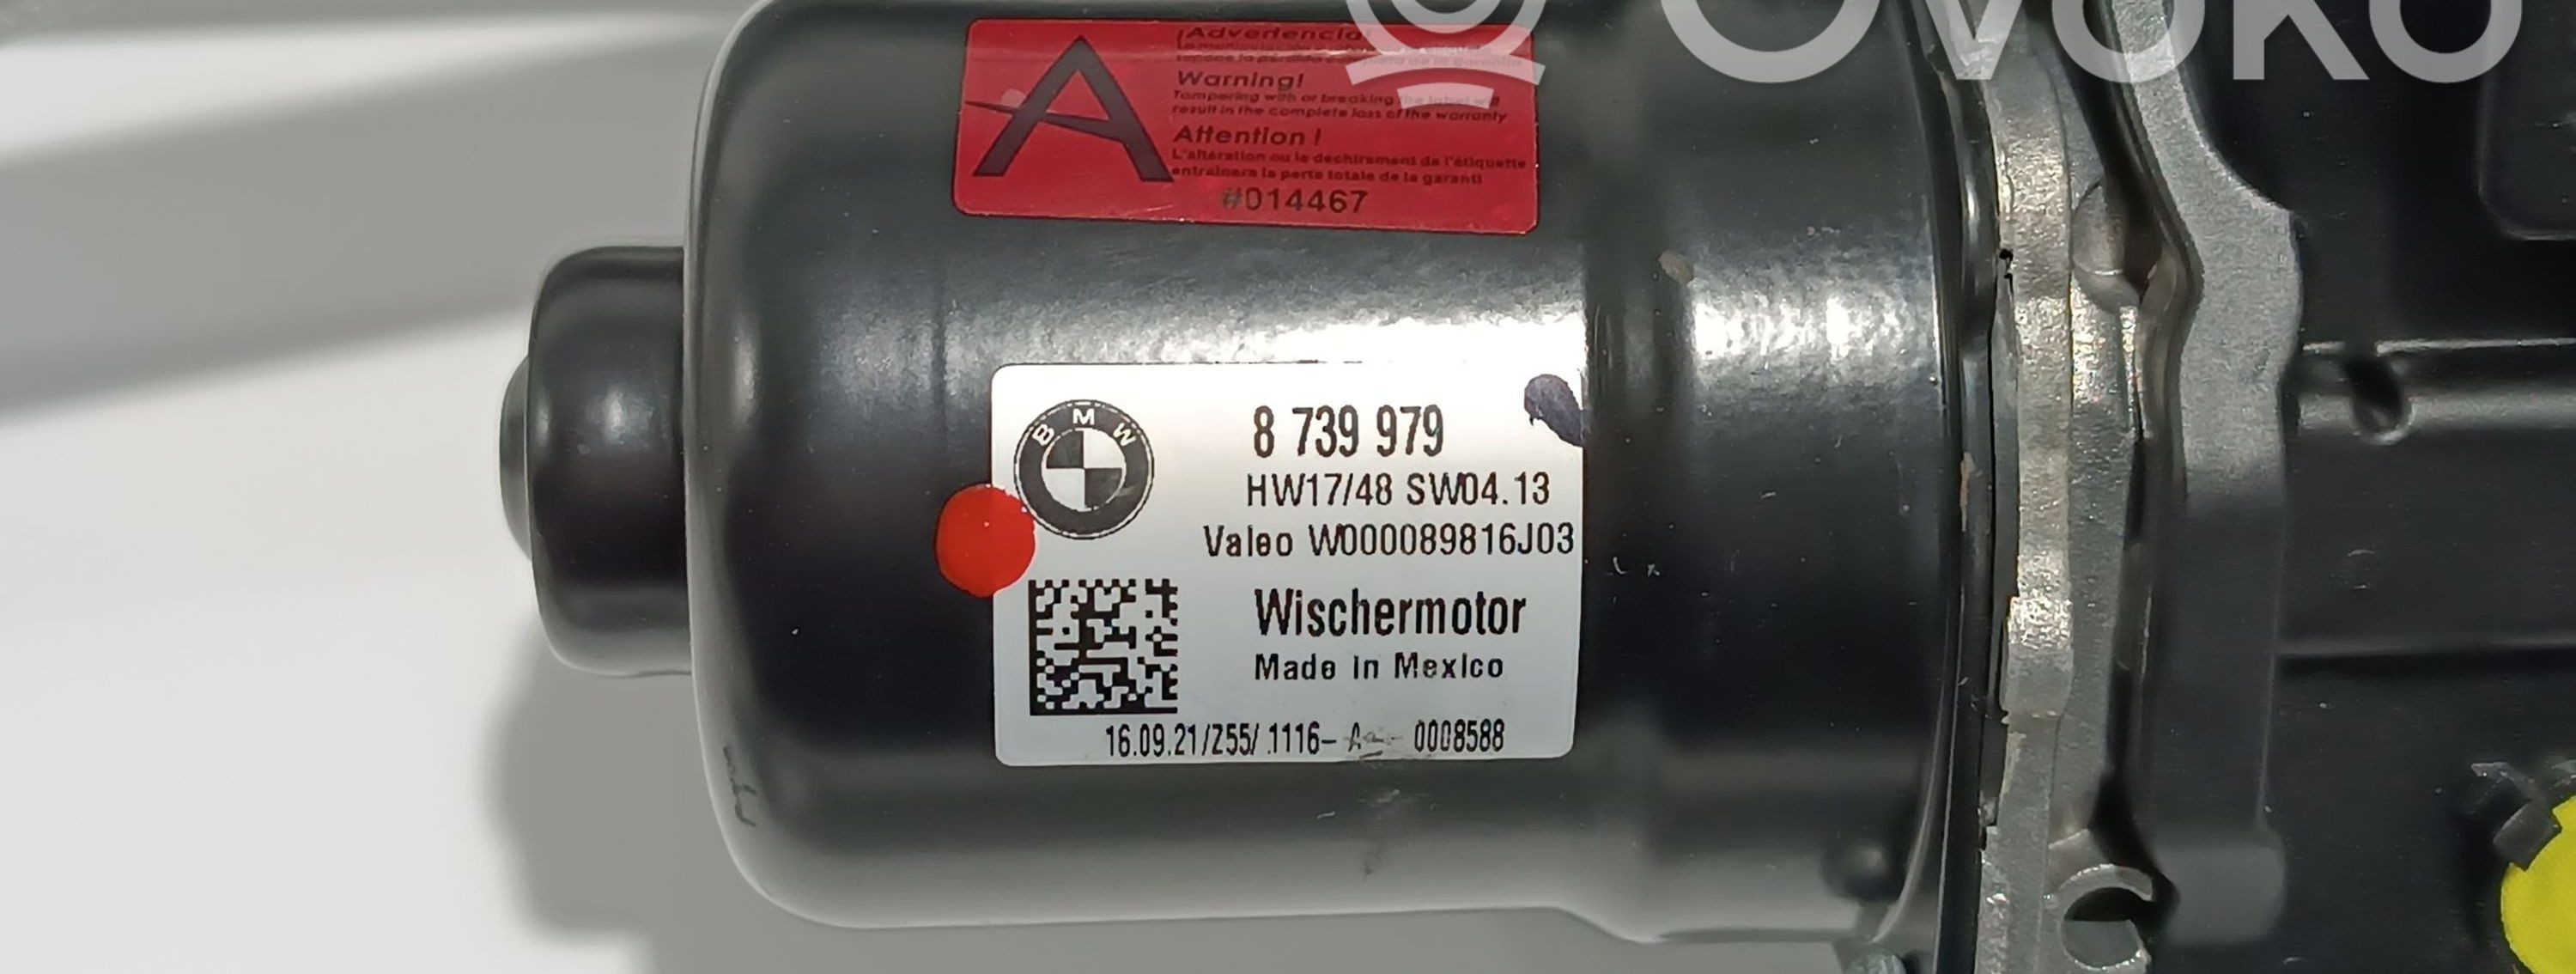 Ovoko
¡Advertencia!
Warning!
Tampering with or breaking the label will
result in the complete loss of the warranty
Attention !
L'altération ou le dechirement de l'étiquette
entraînera la perte totale de la garanti
#014467
BMW
8 739 979
HW17/48 SW04.13
Valeo W000089816J03
Wischermotor
Made in Mexico
16.09.21/Z55/ 1116- A 0008588